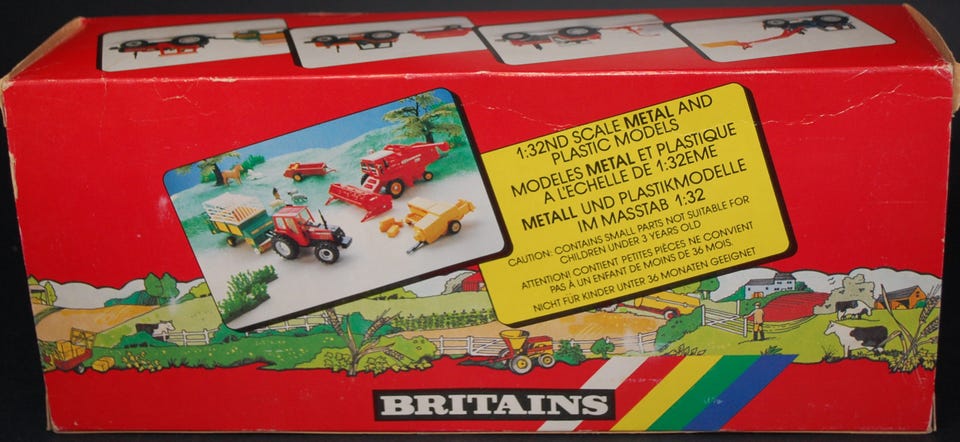 1:32ND SCALE METAL AND
PLASTIC MODELS
MODELES METAL ET PLASTIQUE
A L'ECHELLE DE 1:32EME
METALL UND PLASTIKMODELLE
IM MASSTAB 1:32
CAUTION: CONTAINS SMALL PARTS NOT SUITABLE FOR
CHILDREN UNDER 3 YEARS OLD
ATTENTION! CONTIENT PETITES PIÈCES NE CONVIENT
PAS À UN ENFANT DE MOINS DE 36 MOIS.
NICHT FÜR KINDER UNTER 36 MONATEN GEEIGNET
BRITAINS